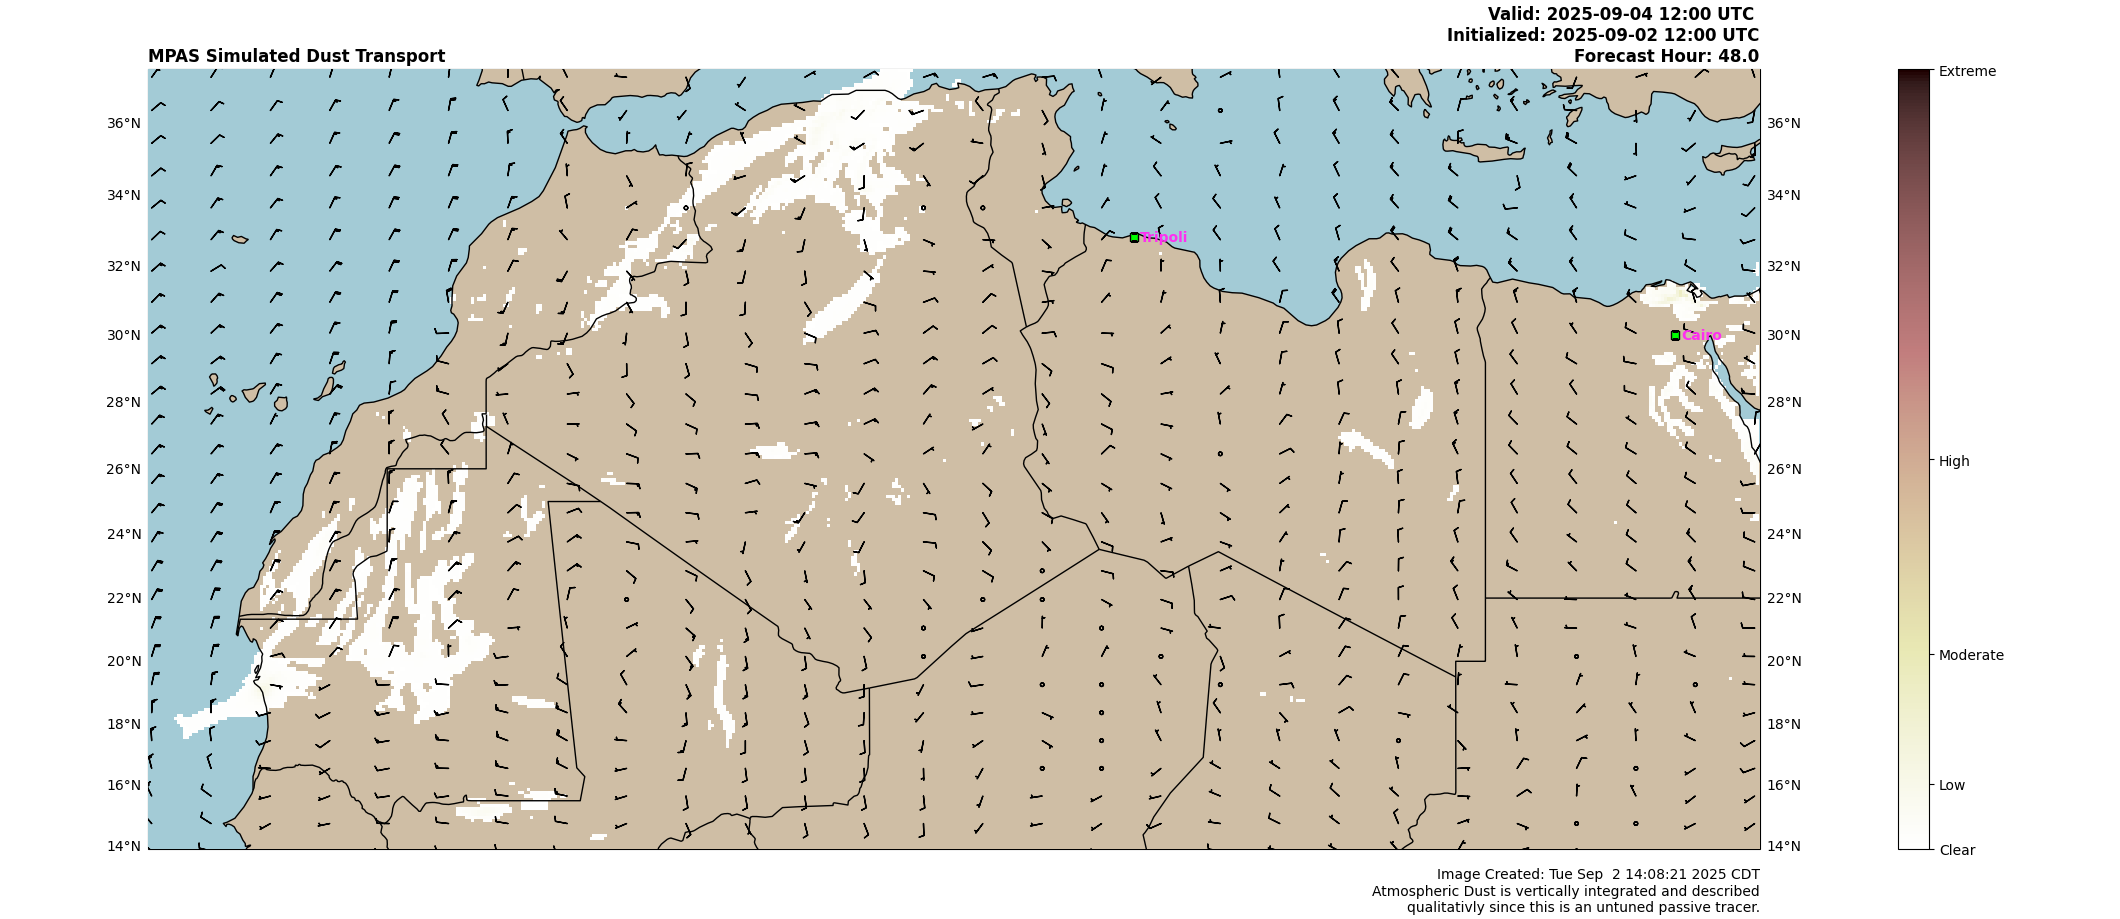 Valid: 2025-09-04 12:00 UTC
Initialized: 2025-09-02 12:00 UTC
MPAS Simulated Dust Transport
Forecast Hour: 48.0
Extreme
36°N
36°N
34°N
34°N
Tripoli
32°N
32°N
30°N
Cairo
30°N
28°N
28°N
26°N
26°N
High
24°N
24°N
22°N
22°N
20°N
20°N
Moderate
18°N
18°N
16°N
16°N
Low
14°N
14°N
Clear
Image Created: Tue Sep  2 14:08:21 2025 CDT
Atmospheric Dust is vertically integrated and described
qualitativly since this is an untuned passive tracer.